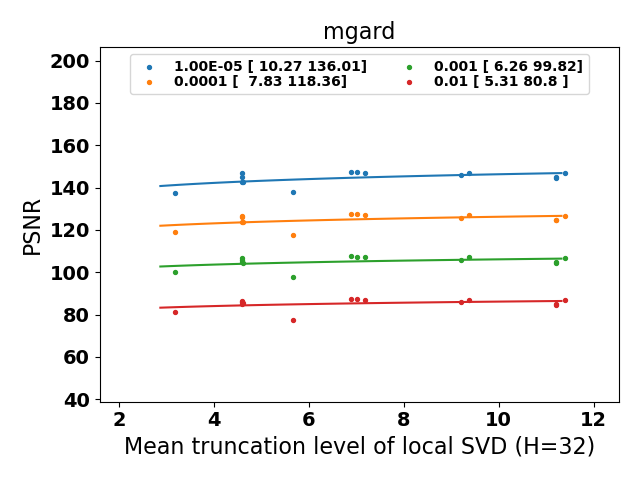 mgard
1.00E-05 [ 10.27 136.01]
0.0001 [  7.83 118.36]
0.001 [ 6.26 99.82]
0.01 [ 5.31 80.8 ]
PSNR
200
180
160
140
120
100
80
60
40
2 4 6 8 10 12
Mean truncation level of local SVD (H=32)